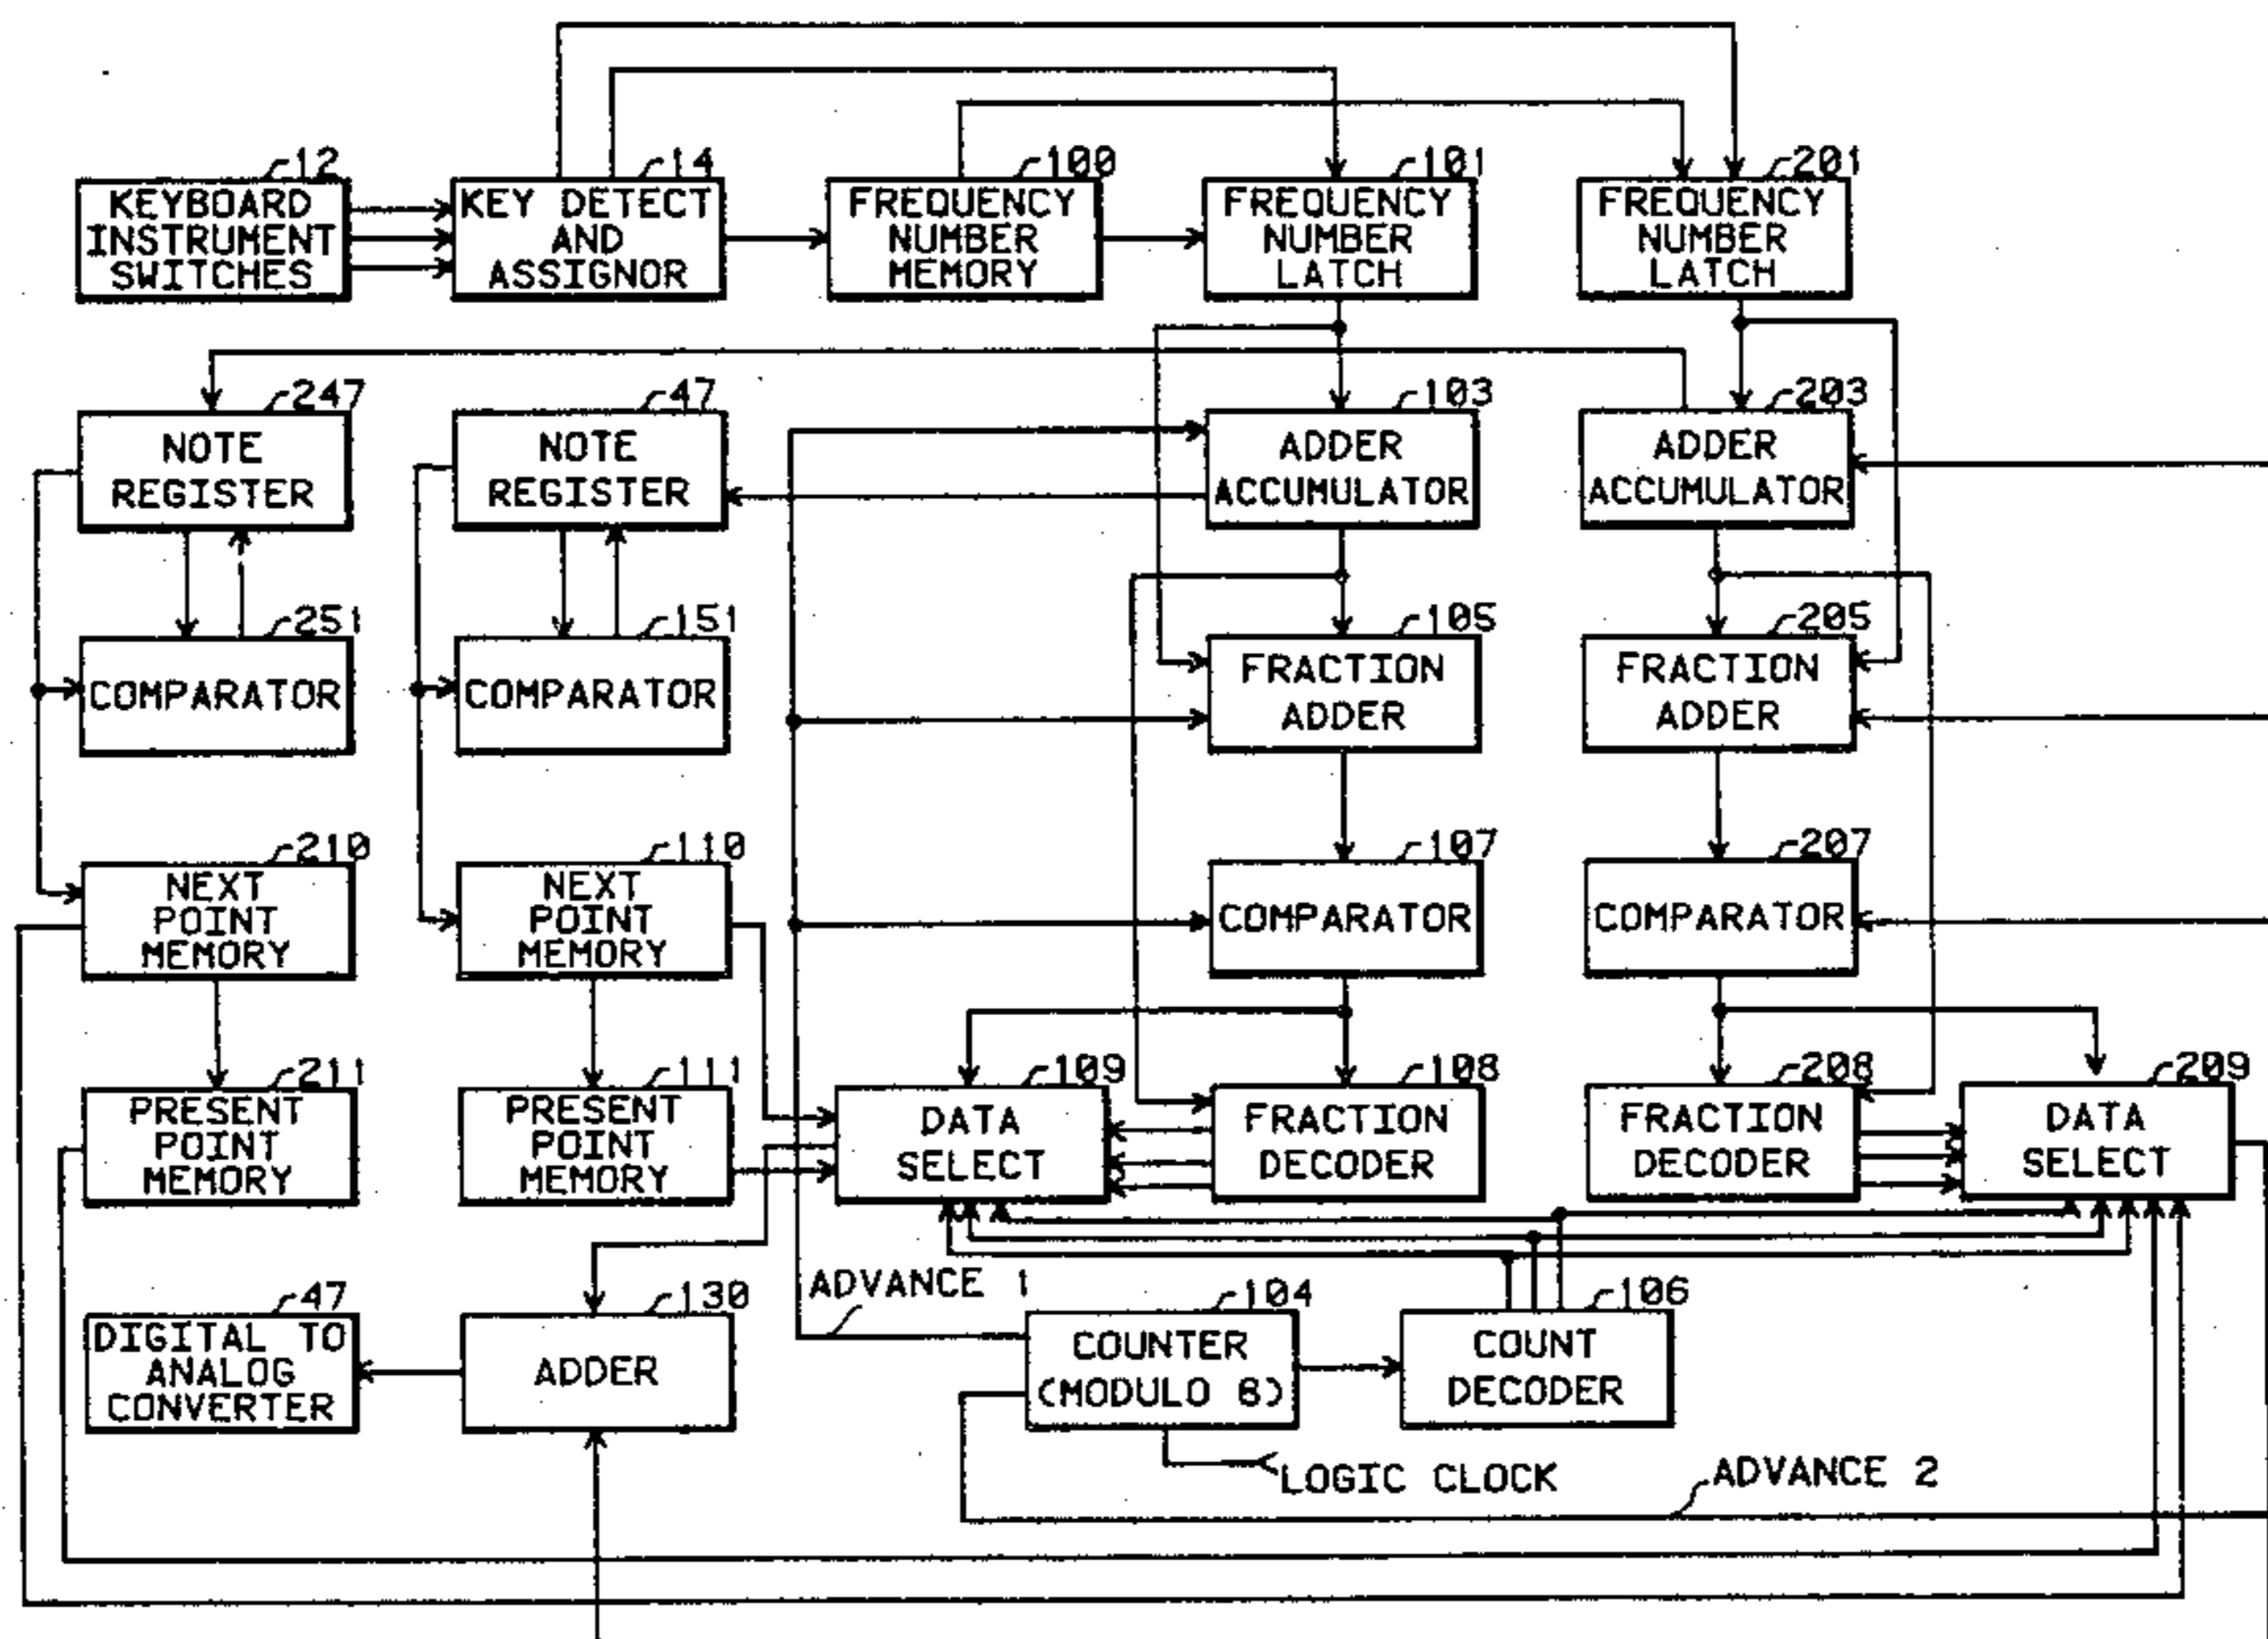 12
KEYBOARD
INSTRUMENT
SWITCHES
14
KEY DETECT
AND
ASSIGNOR
100
FREQUENCY
NUMBER
MEMORY
101
FREQUENCY
NUMBER
LATCH
201
FREQUENCY
NUMBER
LATCH
247
NOTE
REGISTER
47
NOTE
REGISTER
103
ADDER
ACCUMULATOR
203
ADDER
ACCUMULATOR
251
COMPARATOR
151
COMPARATOR
105
FRACTION
ADDER
205
FRACTION
ADDER
210
NEXT
POINT
MEMORY
110
NEXT
POINT
MEMORY
107
COMPARATOR
207
COMPARATOR
211
PRESENT
POINT
MEMORY
111
PRESENT
POINT
MEMORY
109
DATA
SELECT
108
FRACTION
DECODER
208
FRACTION
DECODER
209
DATA
SELECT
47
DIGITAL TO
ANALOG
CONVERTER
130
ADDER
ADVANCE 1
104
COUNTER
(MODULO 6)
106
COUNT
DECODER
LOGIC CLOCK
ADVANCE 2